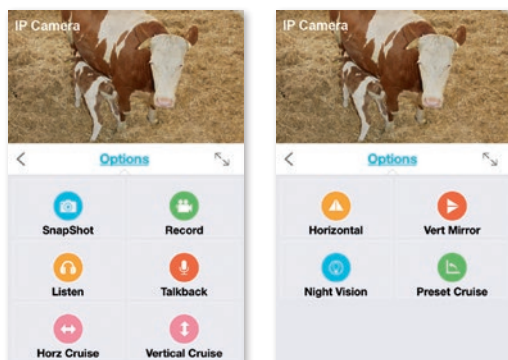 IP Camera
Options
SnapShot
Record
Listen
Talkback
Horz Cruise
Vertical Cruise
IP Camera
Options
Horizontal
Vert Mirror
Night Vision
Preset Cruise